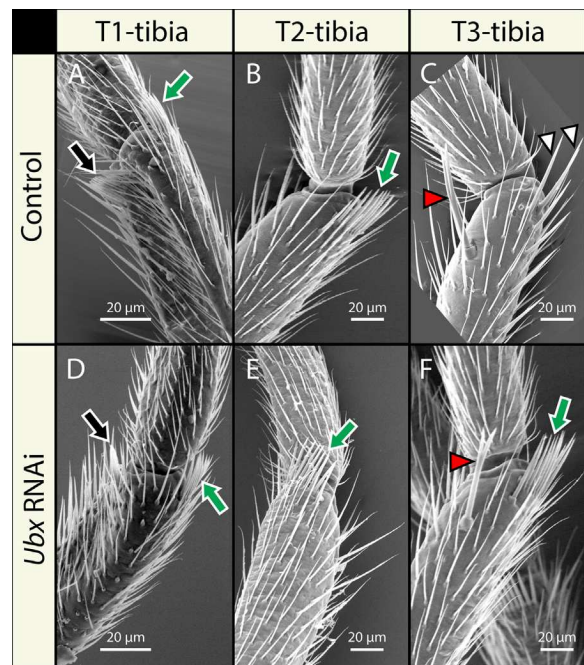 T1-tibia T2-tibia T3-tibia
Control
A B C
20 µm 20 µm 20 µm
Ubx RNAi
D E F
20 µm 20 µm 20 µm